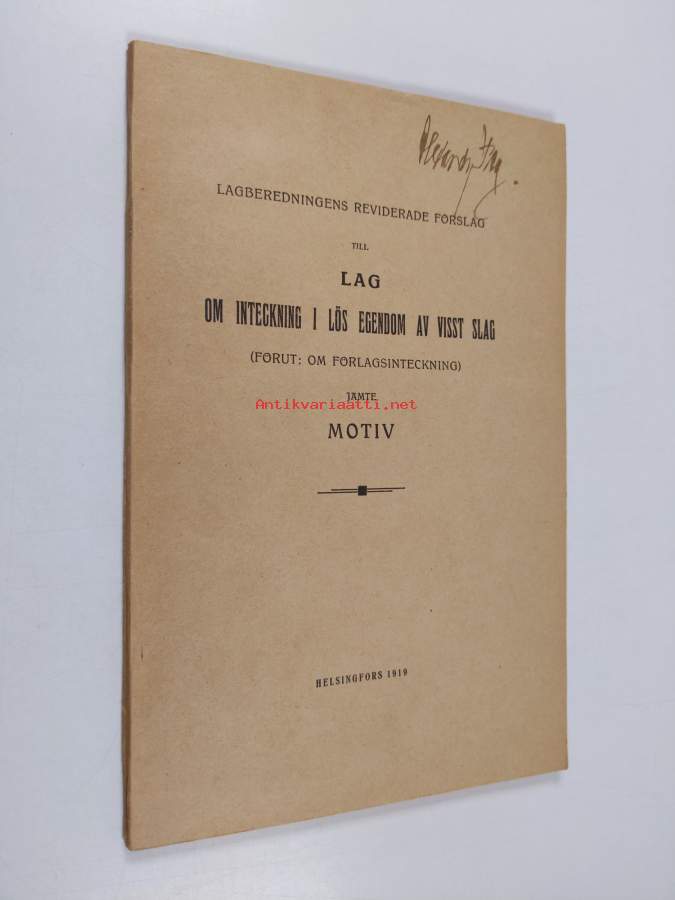 LAGBEREDNINGENS REVIDERADE FÖRSLAG
TILL
LAG
OM INTECKNING I LÖS EGENDOM AV VISST SLAG
(FÖRUT: OM FÖRLAGSINTECKNING)
JÄMTE
Antikvariaatti.net
MOTIV
HELSINGFORS 1919